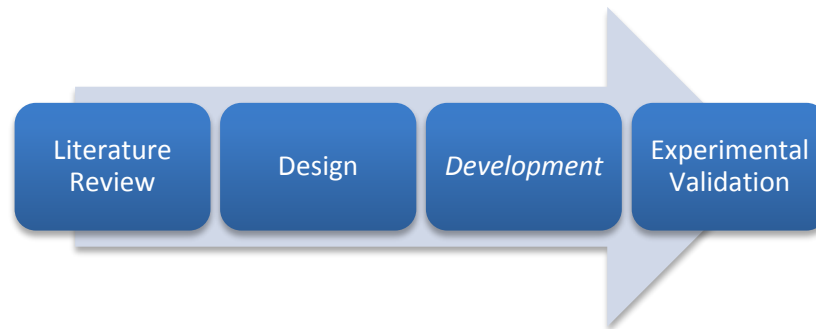 Literature
Review
Design
Development
Experimental
Validation